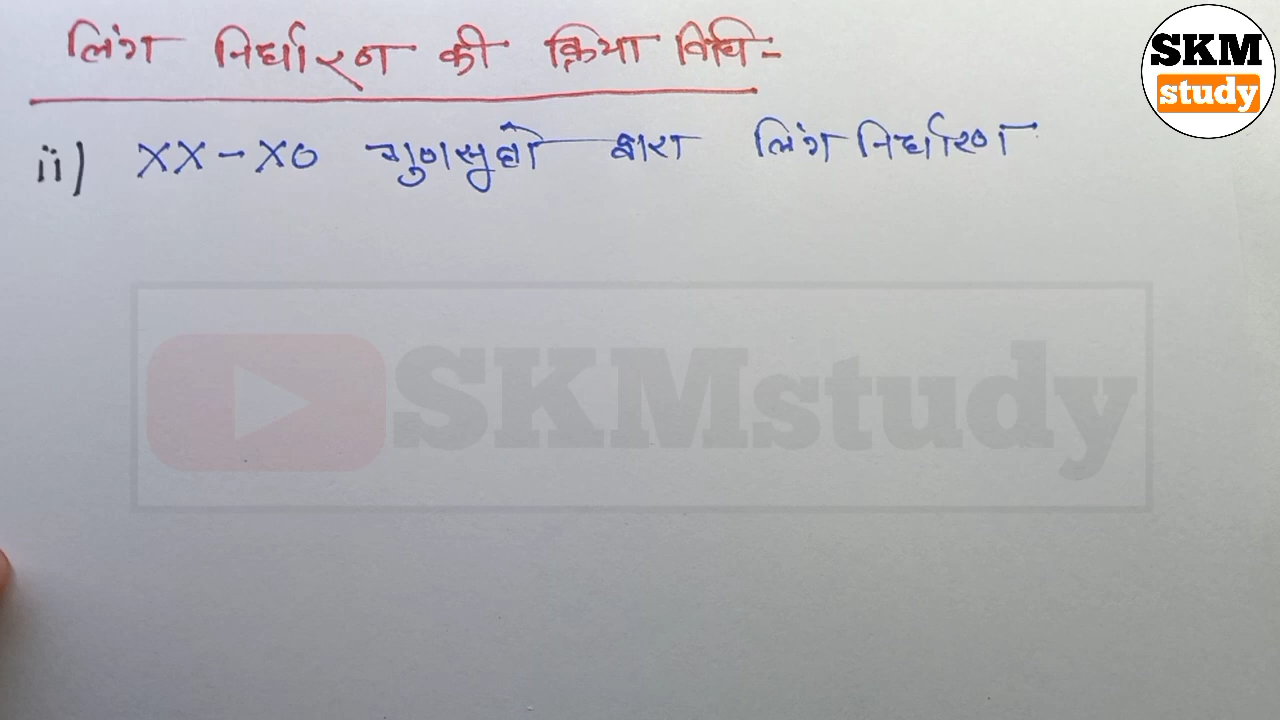 लिंग निर्धारण की क्रिया विधि-
SKM
study
ii) XX-XO गुणसूत्रो द्वारा लिंग निर्धारण
SKMstudy